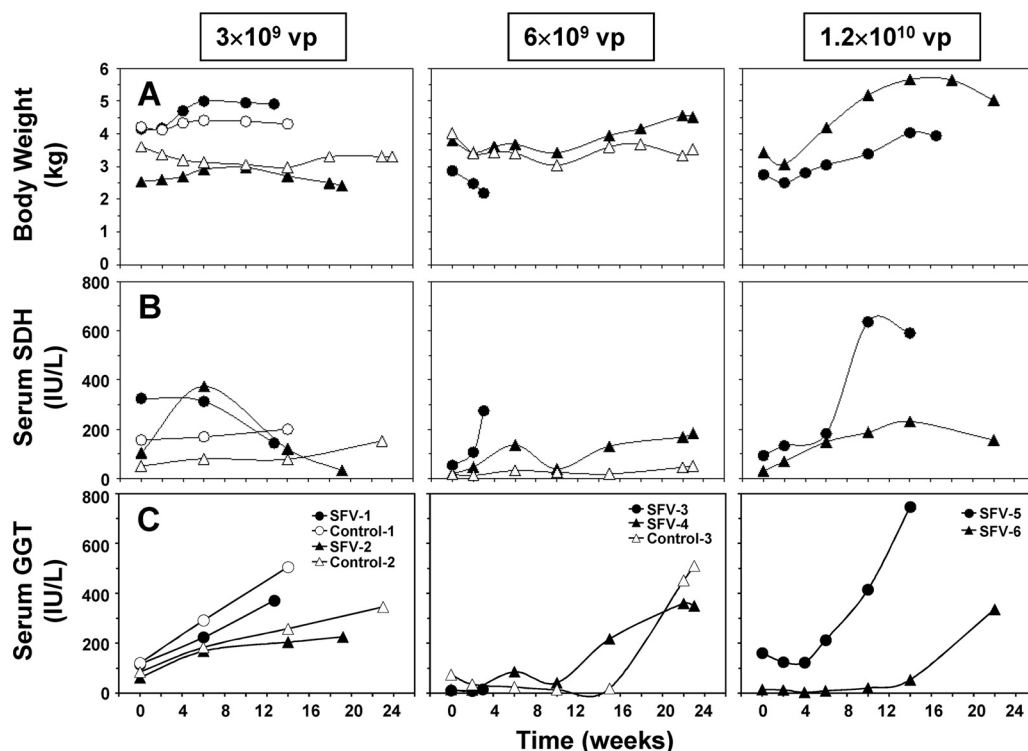 3×10⁹ vp
6×10⁹ vp
1.2×10¹⁰ vp
Body Weight
(kg)
A
6
5
4
3
2
1
0
Serum SDH
(IU/L)
B
800
600
400
200
0
Serum GGT
(IU/L)
C
800
600
400
200
0
SFV-1
Control-1
SFV-2
Control-2
SFV-3
SFV-4
Control-3
SFV-5
SFV-6
0 4 8 12 16 20 24
0 4 8 12 16 20 24
0 4 8 12 16 20 24
Time (weeks)